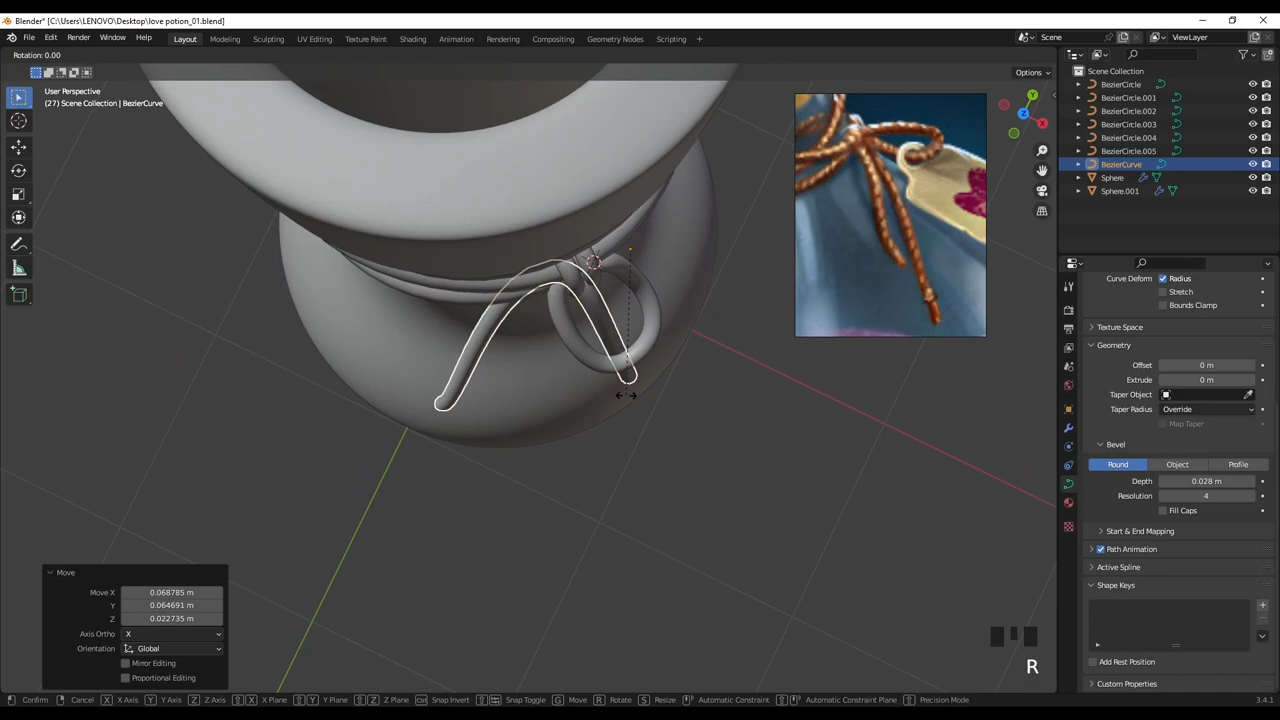 Blender* [C:\Users\LENOVO\Desktop\love potion_01.blend]
File Edit Render Window Help Layout Modeling Sculpting UV Editing Texture Paint Shading Animation Rendering Compositing Geometry Nodes Scripting + Scene ViewLayer
Rotation: 0.00
Options
User Perspective
(27) Scene Collection | BezierCurve
Y
Z
X
Scene Collection
BezierCircle
BezierCircle.001
BezierCircle.002
BezierCircle.003
BezierCircle.004
BezierCircle.005
BezierCurve
Sphere
Sphere.001
Curve Deform Radius
Stretch
Bounds Clamp
Texture Space
Geometry
Offset 0 m
Extrude 0 m
Taper Object
Taper Radius Override
Map Taper
Bevel
Round Object Profile
Depth 0.028 m
Resolution 4
Fill Caps
Start & End Mapping
Path Animation
Active Spline
Shape Keys
Add Rest Position
Custom Properties
Move
Move X 0.068785 m
Y 0.064691 m
Z 0.022735 m
Axis Ortho X
Orientation Global
Mirror Editing
Proportional Editing
R
Confirm Cancel X X Axis Y Y Axis Z Z Axis X X Plane Y Y Plane Z Z Plane Ctrl Snap Invert Snap Toggle G Move R Rotate S Resize Automatic Constraint Automatic Constraint Plane Precision Mode 3.4.1